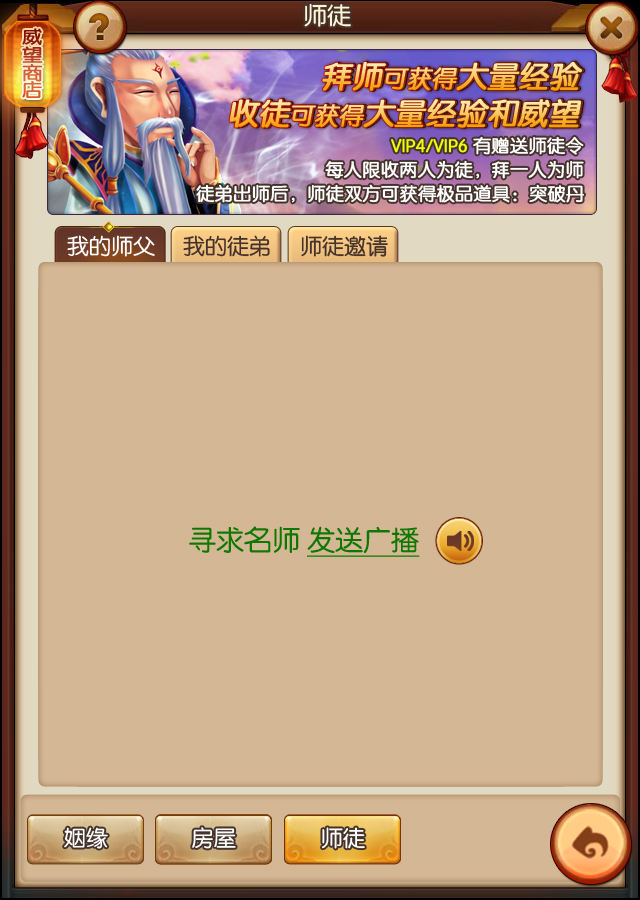 师徒
?
威望商店
拜师可获得大量经验
收徒可获得大量经验和威望
VIP4/VIP6 有赠送师徒令
每人限收两人为徒，拜一人为师
徒弟出师后，师徒双方可获得极品道具：突破丹
我的师父 我的徒弟 师徒邀请
寻求名师 发送广播
姻缘 房屋 师徒